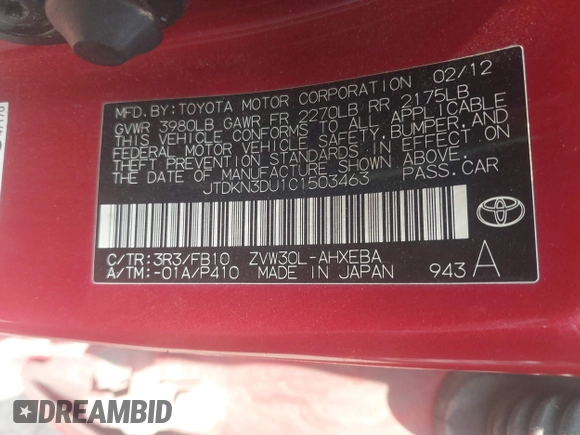 MFD.BY:TOYOTA MOTOR CORPORATION 02/12
GVWR 3980LB GAWR FR 2270LB RR 2175LB
THIS VEHICLE CONFORMS TO ALL APPLICABLE
FEDERAL MOTOR VEHICLE SAFETY, BUMPER, AND
THEFT PREVENTION STANDARDS IN EFFECT ON
THE DATE OF MANUFACTURE SHOWN ABOVE.
JTDKN3DU1C1503463 PASS.CAR
C/TR:3R3/FB10 ZVW30L-AHXEBA
A/TM:-01A/P410 MADE IN JAPAN 943 A
TOYOTA
DREAMBID